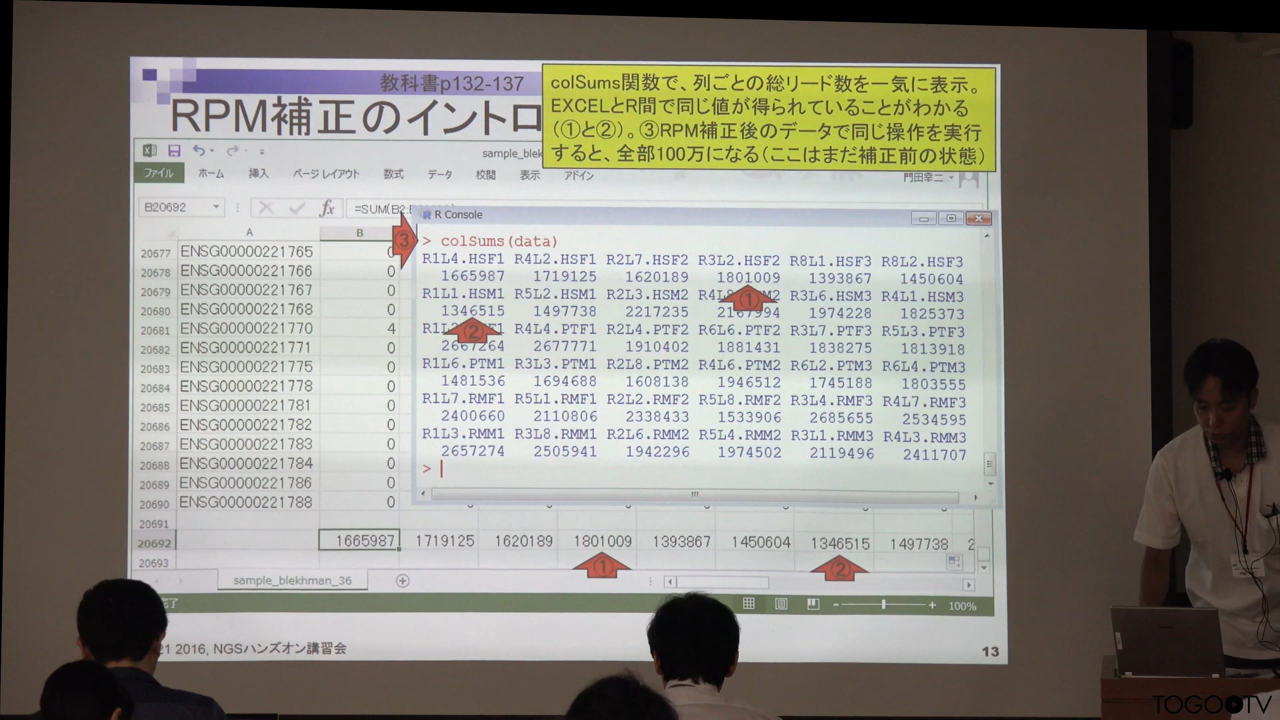 教科書p132-137
RPM補正のイントロ
colSums関数で、列ごとの総リード数を一気に表示。
EXCELとR間で同じ値が得られていることがわかる
（①と②）。③RPM補正後のデータで同じ操作を実行
すると、全部100万になる（ここはまだ補正前の状態）
sample_blek
ファイル ホーム 挿入 ページレイアウト 数式 データ 校閲 表示 アドイン 門田幸二
B20692 fx =SUM(B2:
R Console
A B
20677 ENSG00000221765 0
20678 ENSG00000221766 0
20679 ENSG00000221767 0
20680 ENSG00000221768 0
20681 ENSG00000221770 4
20682 ENSG00000221771 0
20683 ENSG00000221775 0
20684 ENSG00000221778 0
20685 ENSG00000221781 0
20686 ENSG00000221782 0
20687 ENSG00000221783 0
20688 ENSG00000221784 0
20689 ENSG00000221786 0
20690 ENSG00000221788 0
20691
20692 1665987 1719125 1620189 1801009 1393867 1450604 1346515 1497738 2
20693
① ②
③
> colSums(data)
R1L4.HSF1 R4L2.HSF1 R2L7.HSF2 R3L2.HSF2 R8L1.HSF3 R8L2.HSF3
1665987 1719125 1620189 1801009 1393867 1450604
R1L1.HSM1 R5L2.HSM1 R2L3.HSM2 ① R3L6.HSM3 R4L1.HSM3
1346515 1497738 2217235 1974228 1825373
② R4L4.PTF1 R2L4.PTF2 R6L6.PTF2 R3L7.PTF3 R5L3.PTF3
2667264 2677771 1910402 1881431 1838275 1813918
R1L6.PTM1 R3L3.PTM1 R2L8.PTM2 R4L6.PTM2 R6L2.PTM3 R6L4.PTM3
1481536 1694688 1608138 1946512 1745188 1803555
R1L7.RMF1 R5L1.RMF1 R2L2.RMF2 R5L8.RMF2 R3L4.RMF3 R4L7.RMF3
2400660 2110806 2338433 1533906 2685655 2534595
R1L3.RMM1 R3L8.RMM1 R2L6.RMM2 R5L4.RMM2 R3L1.RMM3 R4L3.RMM3
2657274 2505941 1942296 1974502 2119496 2411707
>
sample_blekhman_36
了
100%
21 2016, NGSハンズオン講習会
13
TOGOTV